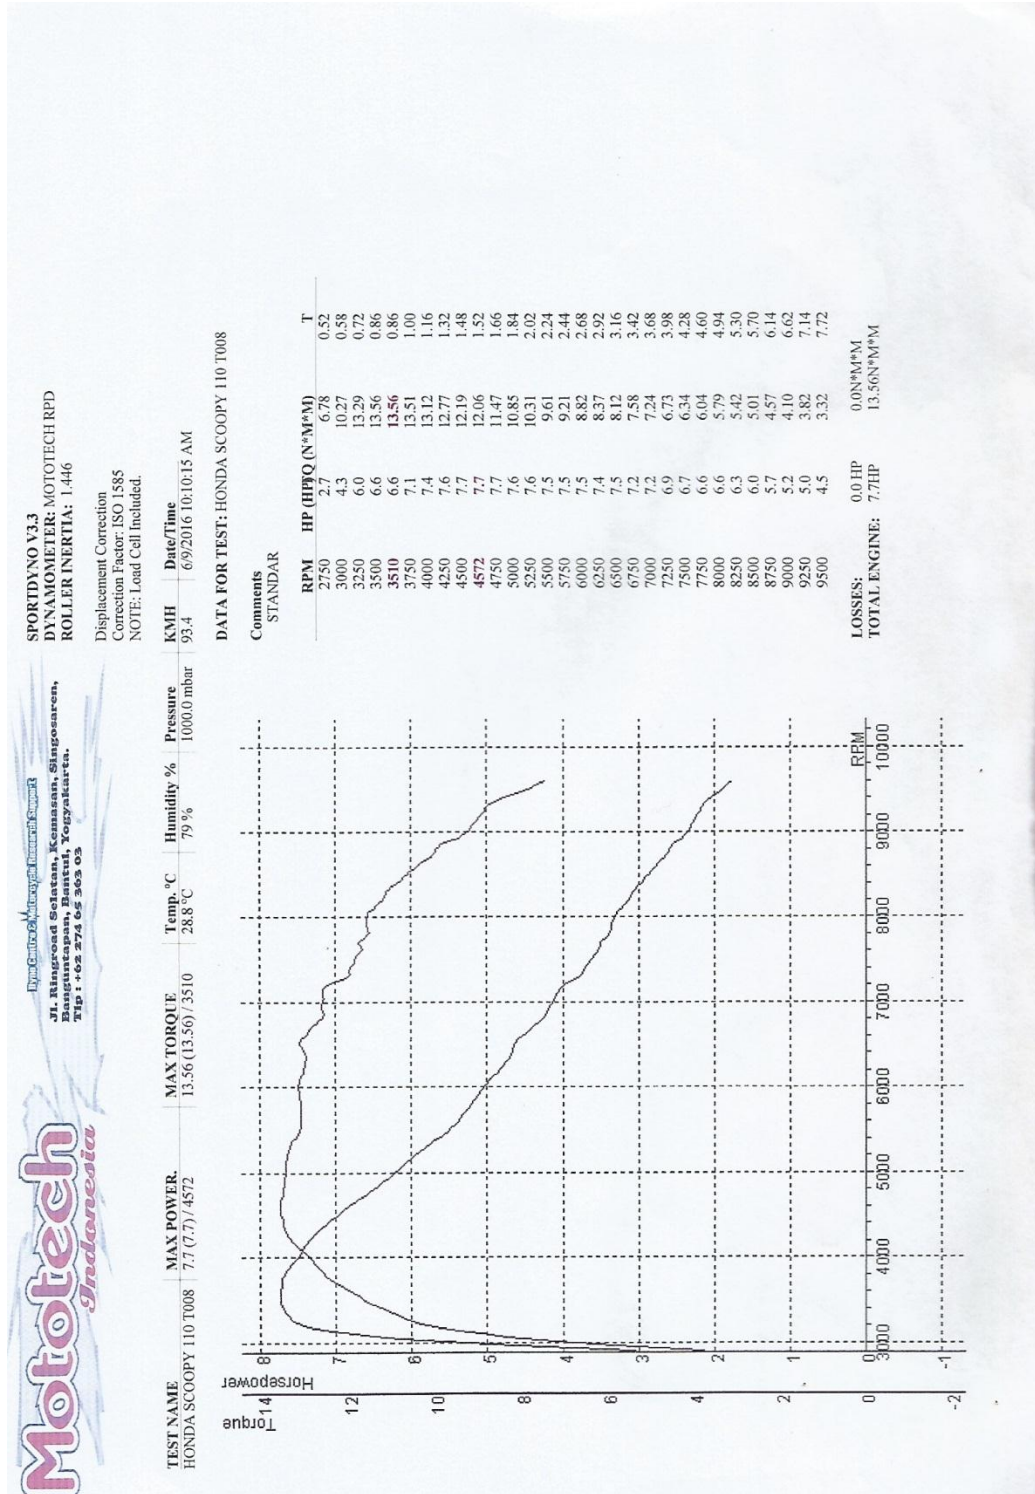 Mototech
Indonesia
Dyno Centre & Motorcycle Research Support
Jl. Ringroad Selatan, Kemasan, Singosaren,
Banguntapan, Bantul, Yogyakarta.
Tlp : +62 274 65 363 03
SPORTDYNO V3.3
DYNAMOMETER: MOTOTECH RPD
ROLLER INERTIA: 1.446
Displacement Correction
Correction Factor: ISO 1585
NOTE: Load Cell Included.
TEST NAME MAX POWER. MAX TORQUE Temp. °C Humidity % Pressure KMH Date/Time
HONDA SCOOPY 110 T008 7.7 (7.7) / 4572 13.56 (13.56) / 3510 28.8 °C 79 % 1000.0 mbar 93.4 6/9/2016 10:10:15 AM
Torque
Horsepower
14 12 10 8 6 4 2 0 -2
8 7 6 5 4 3 2 1 0 -1
3000 4000 5000 6000 7000 8000 9000 10000
RPM
DATA FOR TEST: HONDA SCOOPY 110 T008
Comments
STANDAR
RPM HP (HP)TQ (N*M*M) T
2750 2.7 6.78 0.52
3000 4.3 10.27 0.58
3250 6.0 13.29 0.72
3500 6.6 13.56 0.86
3510 6.6 13.56 0.86
3750 7.1 13.51 1.00
4000 7.4 13.12 1.16
4250 7.6 12.77 1.32
4500 7.7 12.19 1.48
4572 7.7 12.06 1.52
4750 7.7 11.47 1.66
5000 7.6 10.85 1.84
5250 7.6 10.31 2.02
5500 7.5 9.61 2.24
5750 7.5 9.21 2.44
6000 7.5 8.82 2.68
6250 7.4 8.37 2.92
6500 7.5 8.12 3.16
6750 7.2 7.58 3.42
7000 7.2 7.24 3.68
7250 6.9 6.73 3.98
7500 6.7 6.34 4.28
7750 6.6 6.04 4.60
8000 6.6 5.79 4.94
8250 6.3 5.42 5.30
8500 6.0 5.01 5.70
8750 5.7 4.57 6.14
9000 5.2 4.10 6.62
9250 5.0 3.82 7.14
9500 4.5 3.32 7.72
LOSSES: 0.0 HP 0.0N*M*M
TOTAL ENGINE: 7.7HP 13.56N*M*M